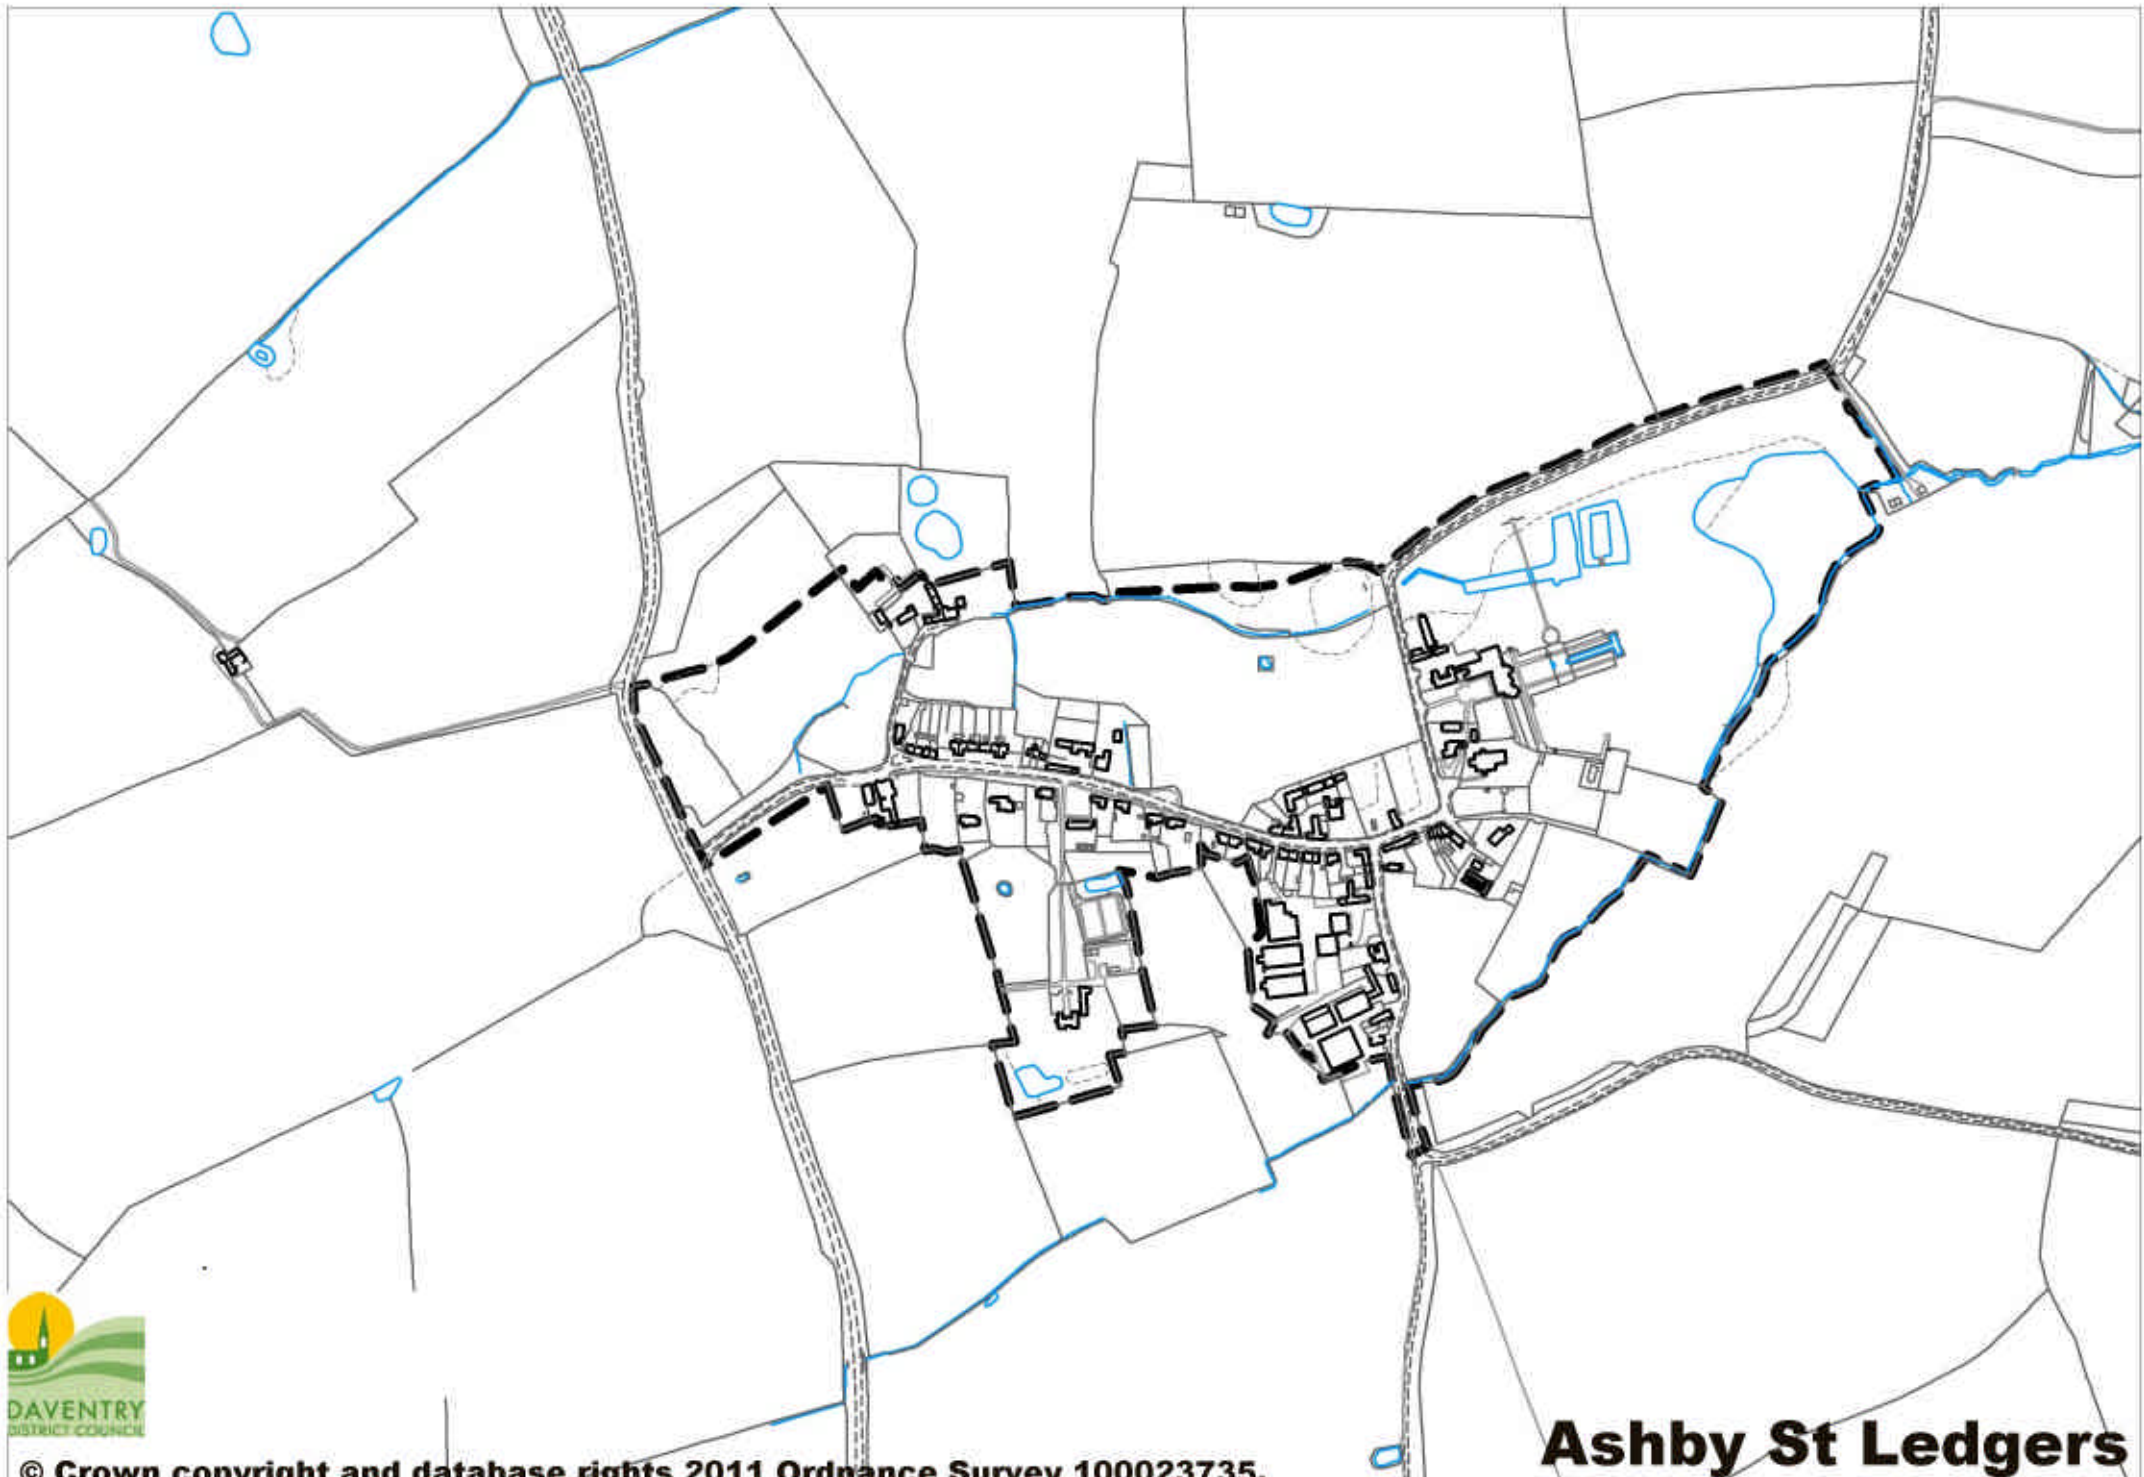 DAVENTRY
DISTRICT COUNCIL
Ashby St Ledgers
© Crown copyright and database rights 2011 Ordnance Survey 100023735.